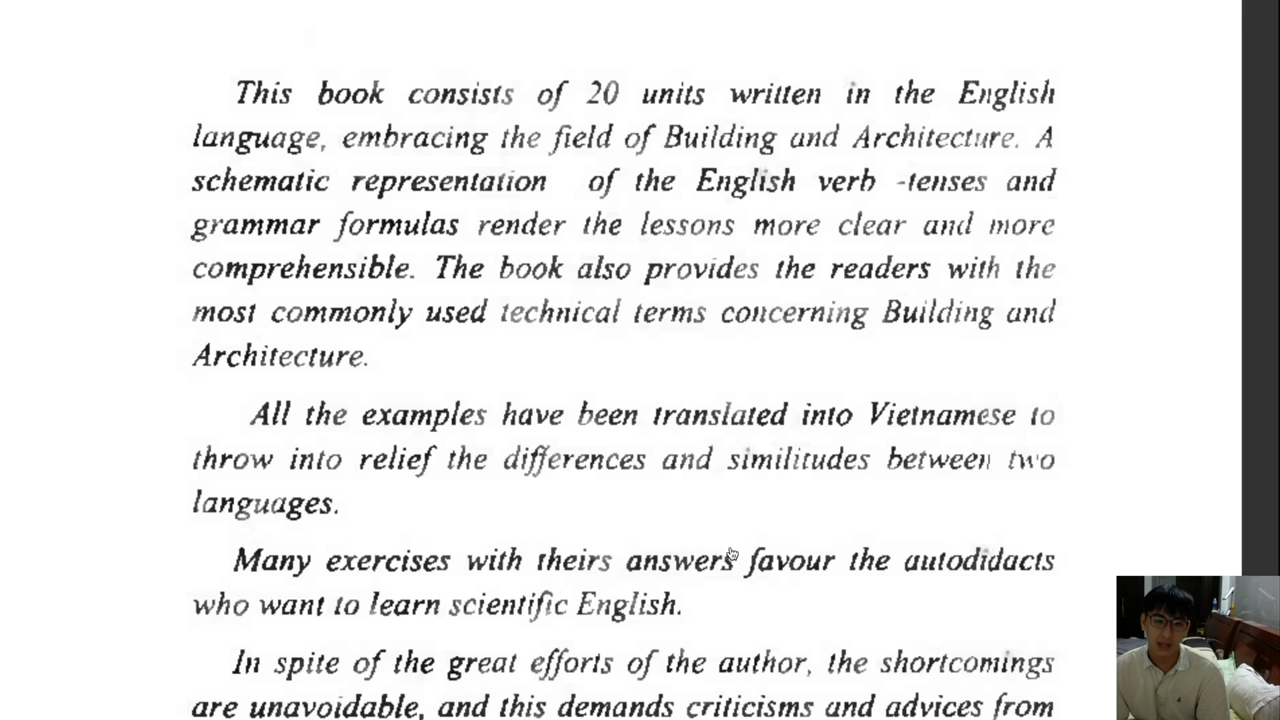 This book consists of 20 units written in the English
language, embracing the field of Building and Architecture. A
schematic representation of the English verb -tenses and
grammar formulas render the lessons more clear and more
comprehensible. The book also provides the readers with the
most commonly used technical terms concerning Building and
Architecture.
All the examples have been translated into Vietnamese to
throw into relief the differences and similitudes between two
languages.
Many exercises with theirs answers favour the autodidacts
who want to learn scientific English.
In spite of the great efforts of the author, the shortcomings
are unavoidable, and this demands criticisms and advices from